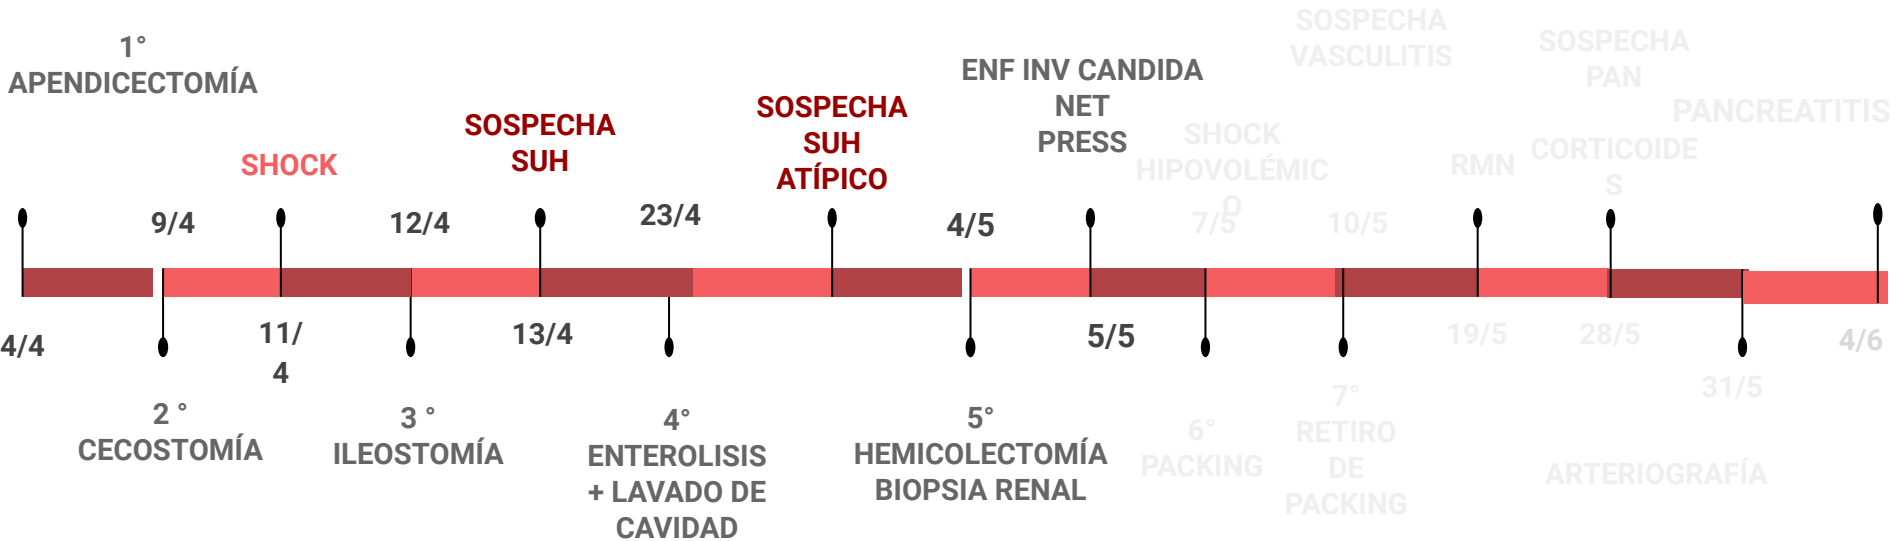 1°
APENDICECTOMÍA
4/4
9/4
2 °
CECOSTOMÍA
SHOCK
11/
4
12/4
3 °
ILEOSTOMÍA
SOSPECHA
SUH
13/4
23/4
4°
ENTEROLISIS
+ LAVADO DE
CAVIDAD
SOSPECHA
SUH
ATÍPICO
4/5
5°
HEMICOLECTOMÍA
BIOPSIA RENAL
ENF INV CANDIDA
NET
PRESS
5/5
SHOCK
HIPOVOLÉMIC
O
7/5
6°
PACKING
10/5
7°
RETIRO
DE
PACKING
SOSPECHA
VASCULITIS
RMN
19/5
SOSPECHA
PAN
CORTICOIDE
S
28/5
31/5
ARTERIOGRAFÍA
PANCREATITIS
4/6